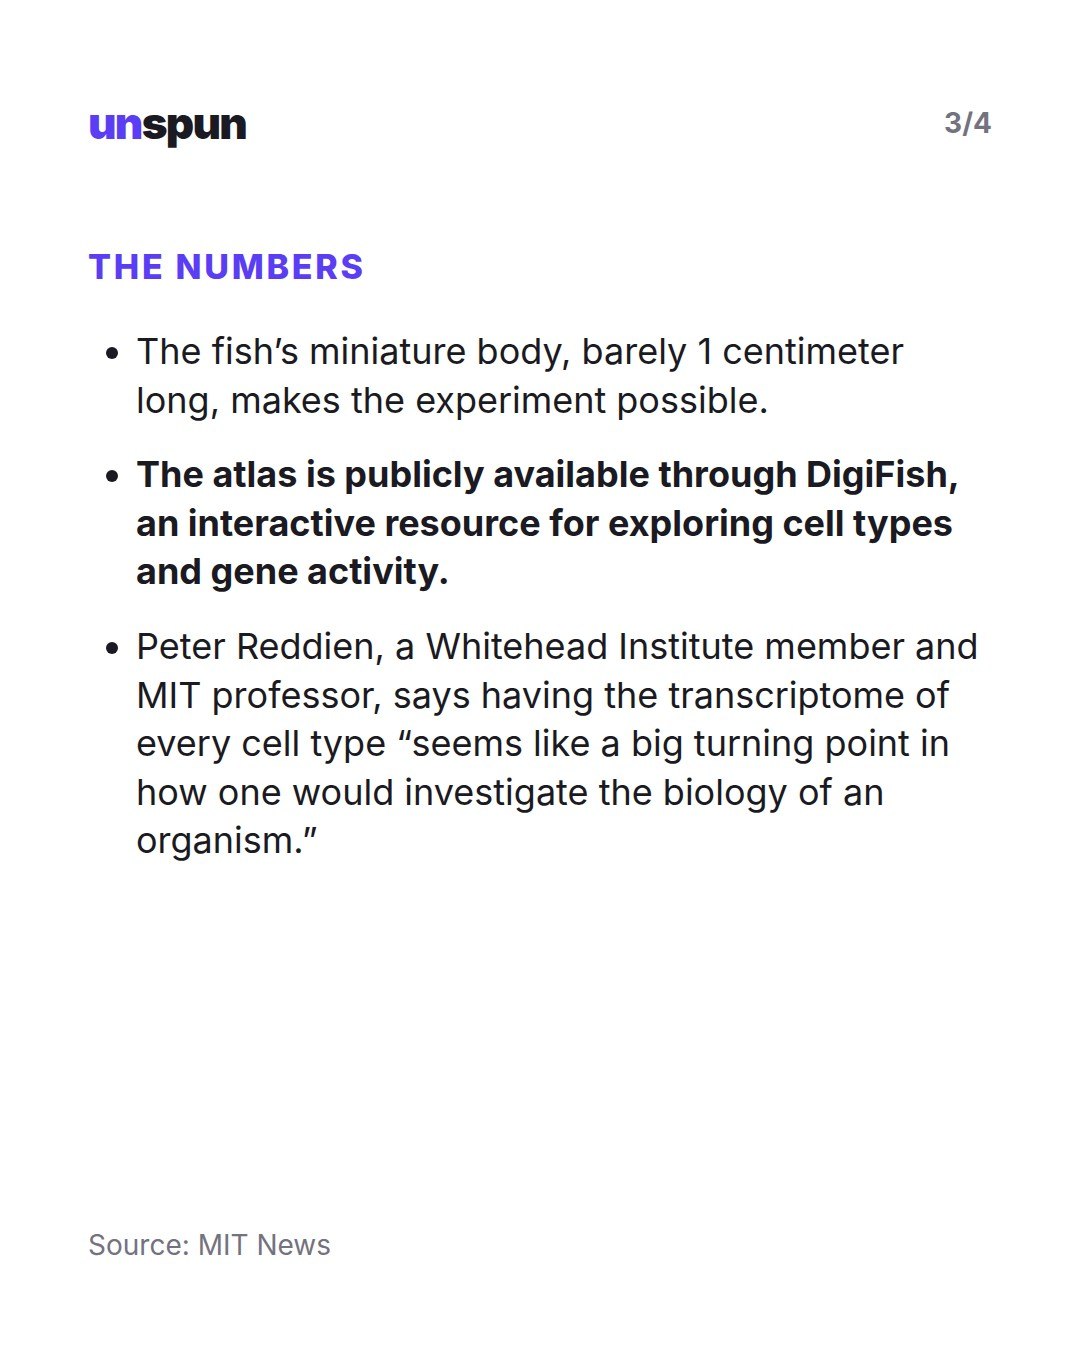 unspun
3/4
THE NUMBERS
• The fish’s miniature body, barely 1 centimeter
long, makes the experiment possible.
• The atlas is publicly available through DigiFish,
an interactive resource for exploring cell types
and gene activity.
• Peter Reddien, a Whitehead Institute member and
MIT professor, says having the transcriptome of
every cell type “seems like a big turning point in
how one would investigate the biology of an
organism.”
Source: MIT News